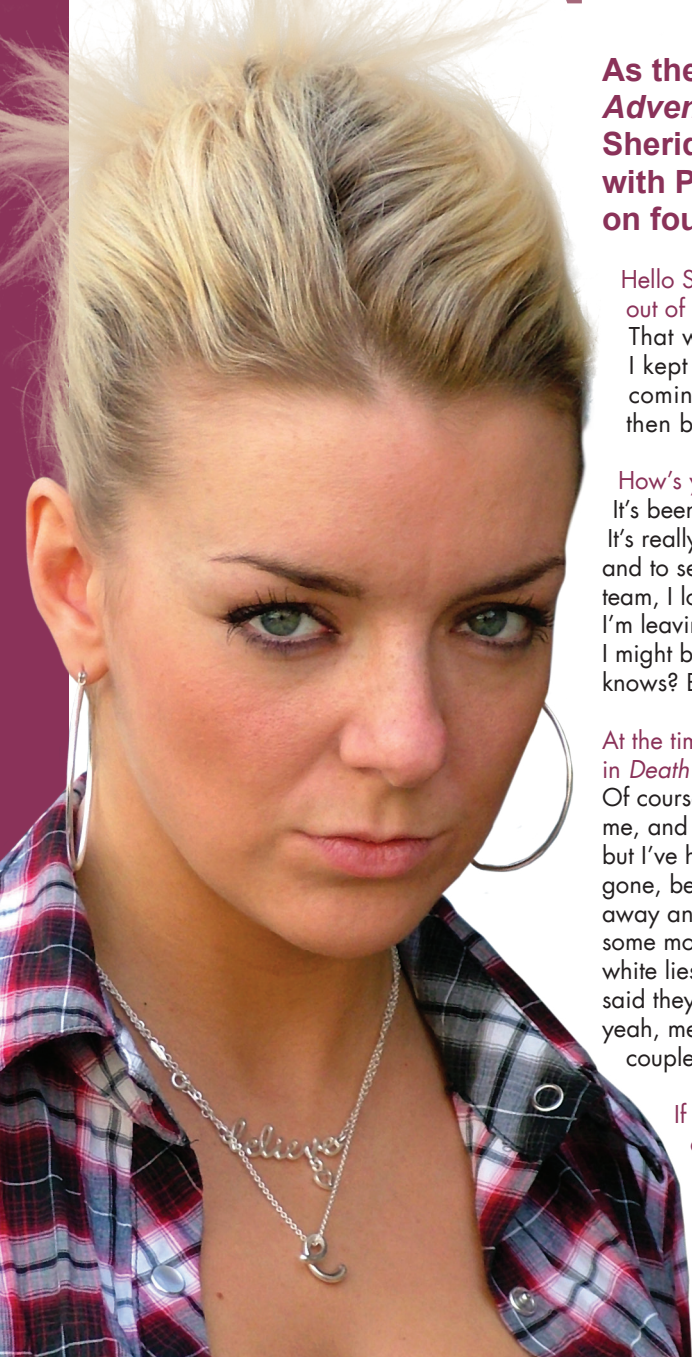 As the
Adver
Sherid
with P
on fou
Hello S
out of
That w
I kept
comin
then b
How's y
It's been
It's really
and to se
team, I lo
I'm leavin
I might b
knows? B
At the tim
in Death
Of cours
me, and
but I've h
gone, be
away an
some mo
white lies
said they
yeah, me
couple
If
believe